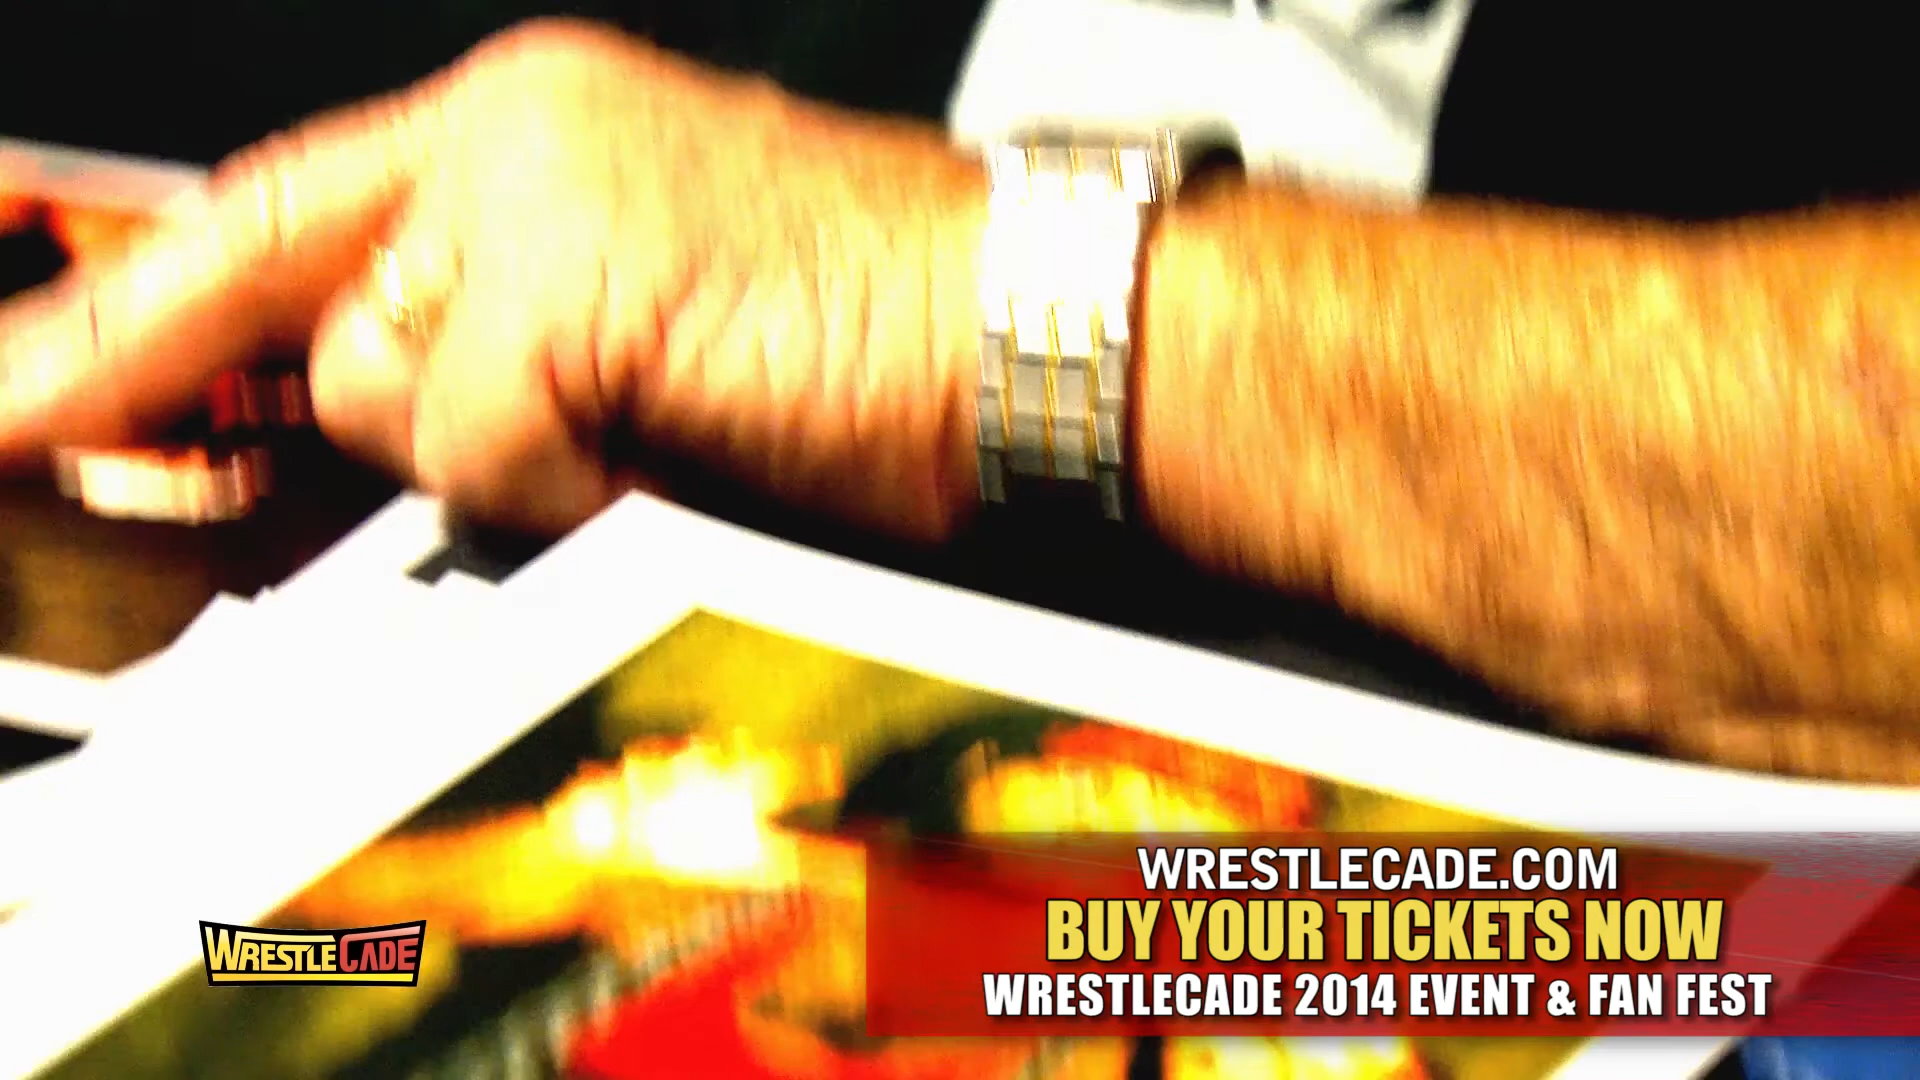 WRESTLECADE.COM
BUY YOUR TICKETS NOW
WRESTLECADE 2014 EVENT & FAN FEST
WRESTLECADE